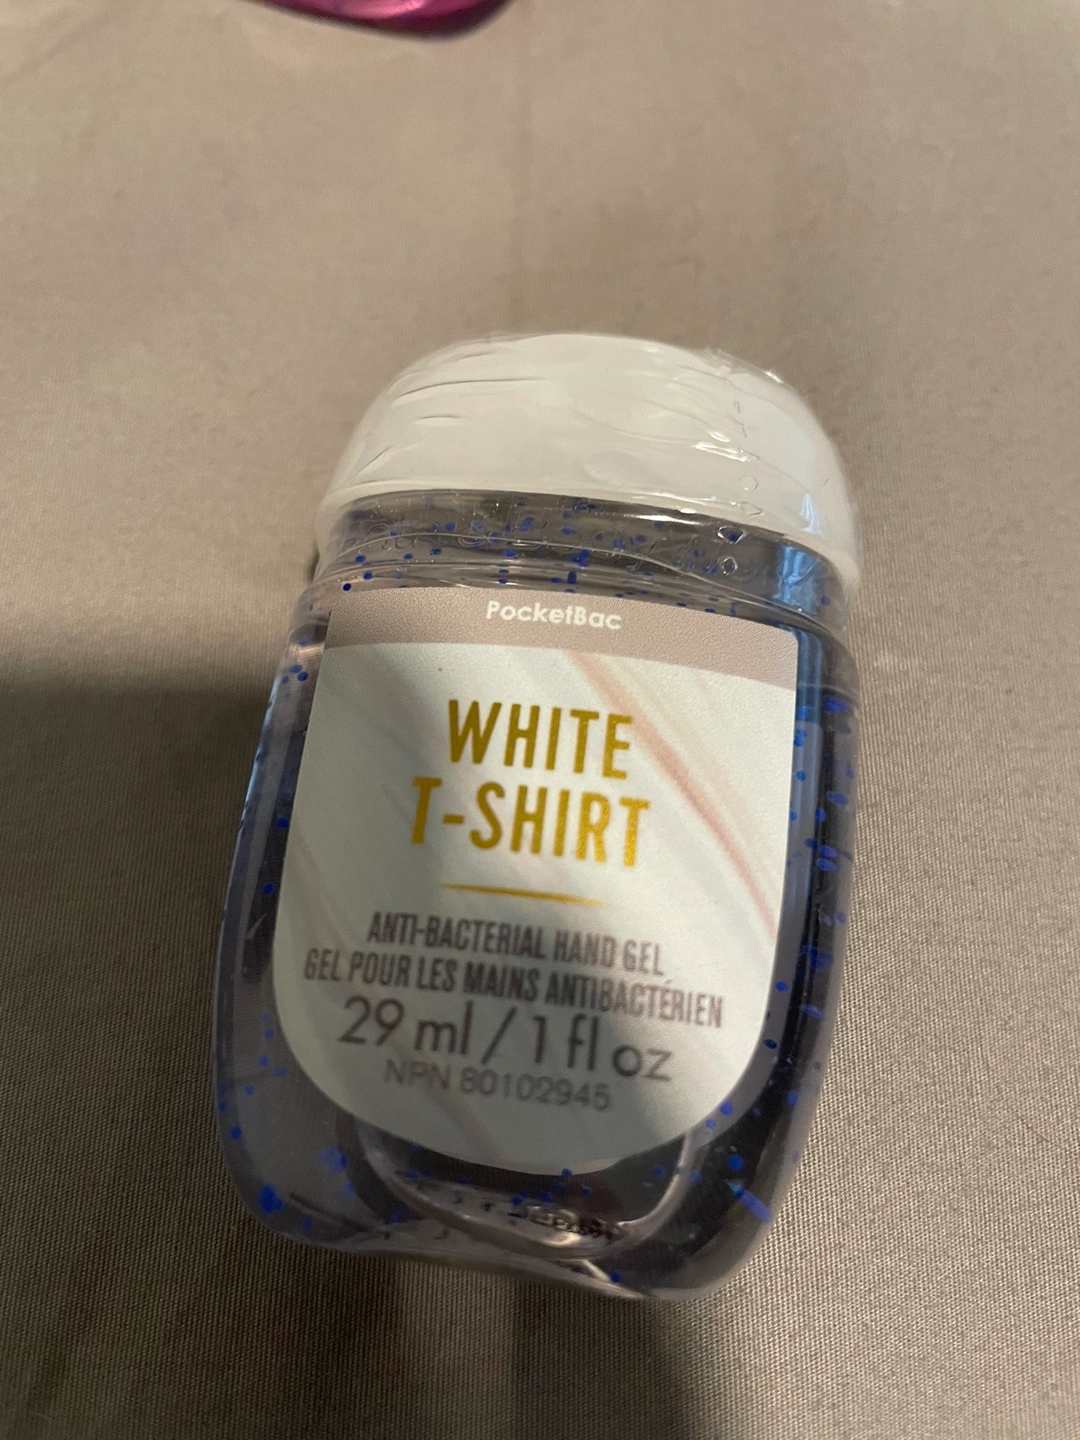 PocketBac
WHITE
T-SHIRT
ANTI-BACTERIAL HAND GEL
GEL POUR LES MAINS ANTIBACTÉRIEN
29 ml / 1 fl oz
NPN 80102945